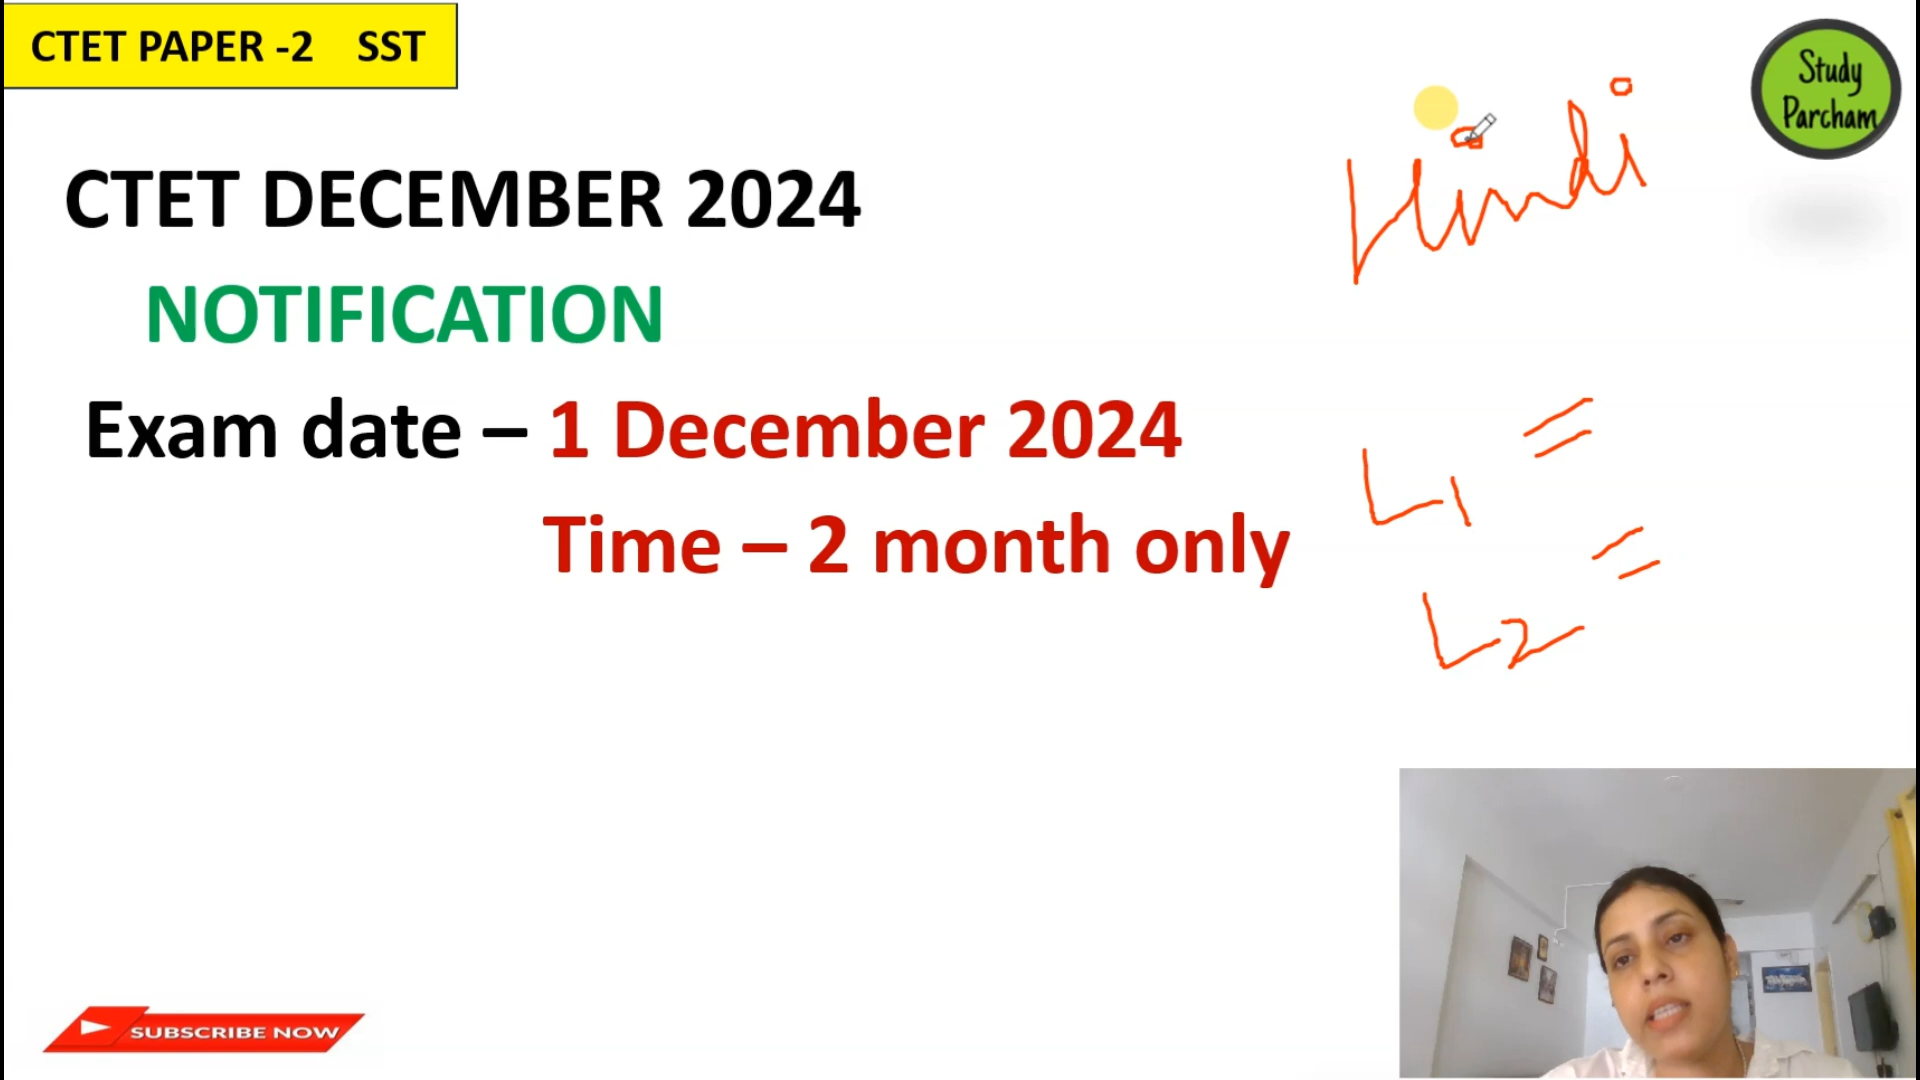 CTET PAPER -2 SST
Study
Parcham
Hindi
CTET DECEMBER 2024
NOTIFICATION
Exam date – 1 December 2024
L1 =
Time – 2 month only
L2 =
SUBSCRIBE NOW